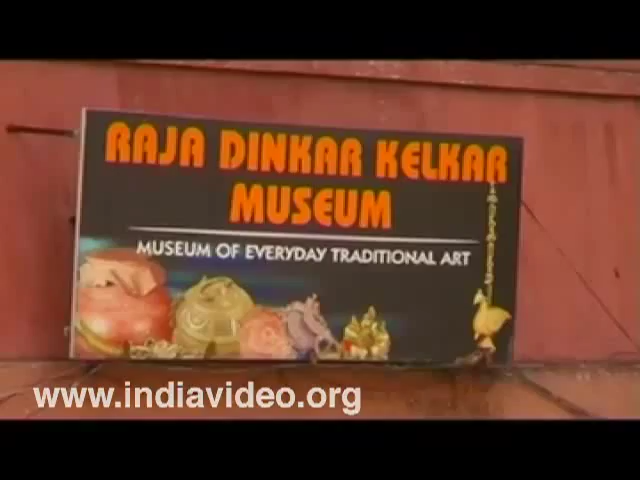 RAJA DINKAR KELKAR
MUSEUM
MUSEUM OF EVERYDAY TRADITIONAL ART
www.indiavideo.org